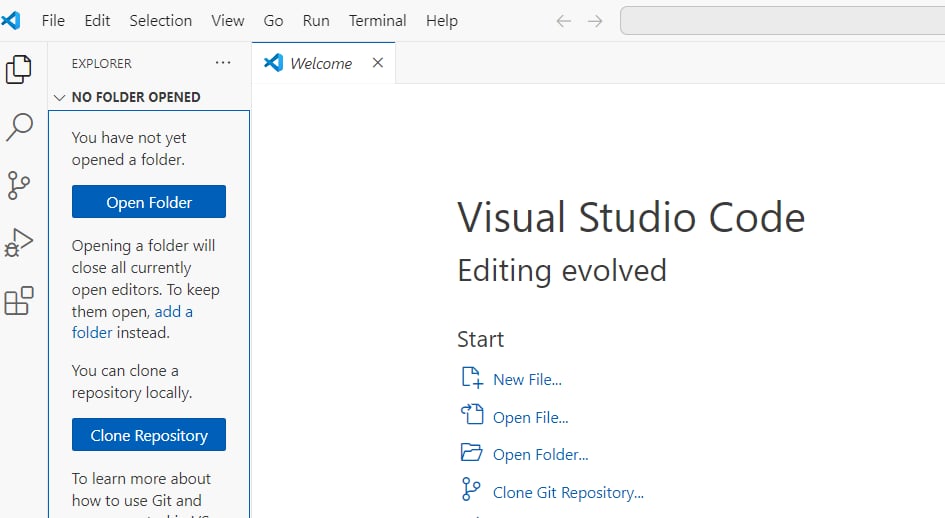 File Edit Selection View Go Run Terminal Help
EXPLORER ···
Welcome
NO FOLDER OPENED
You have not yet
opened a folder.
Open Folder
Opening a folder will
close all currently
open editors. To keep
them open, add a
folder instead.
You can clone a
repository locally.
Clone Repository
To learn more about
how to use Git and
Visual Studio Code
Editing evolved
Start
New File...
Open File...
Open Folder...
Clone Git Repository...